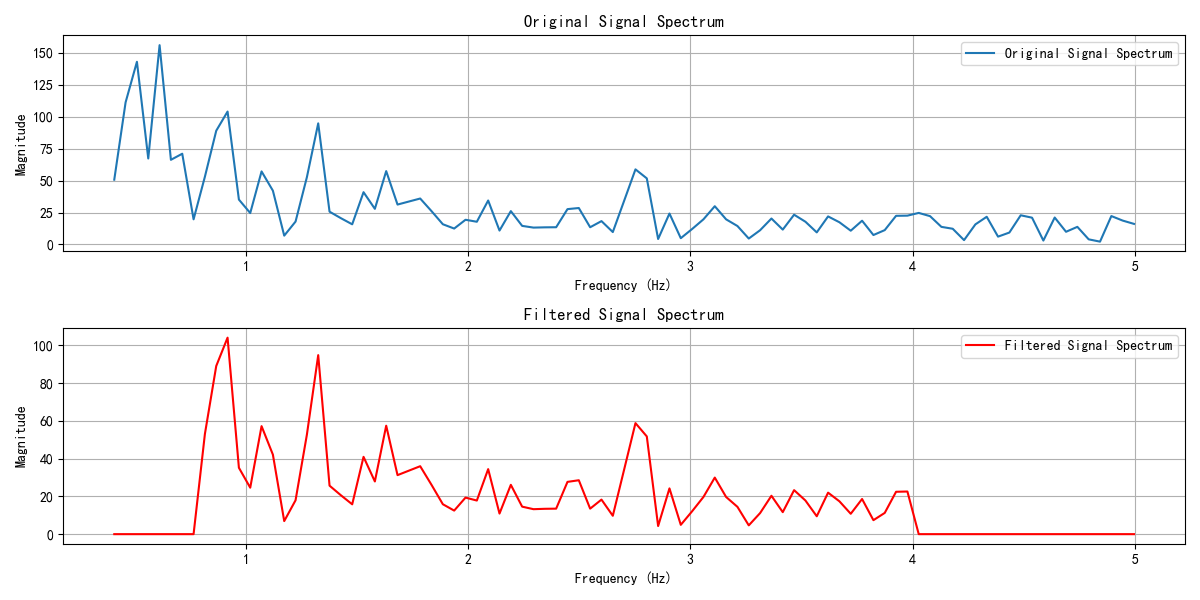 Original Signal Spectrum
Original Signal Spectrum
Magnitude
150
125
100
75
50
25
0
1 2 3 4 5
Frequency (Hz)
Filtered Signal Spectrum
Filtered Signal Spectrum
Magnitude
100
80
60
40
20
0
1 2 3 4 5
Frequency (Hz)